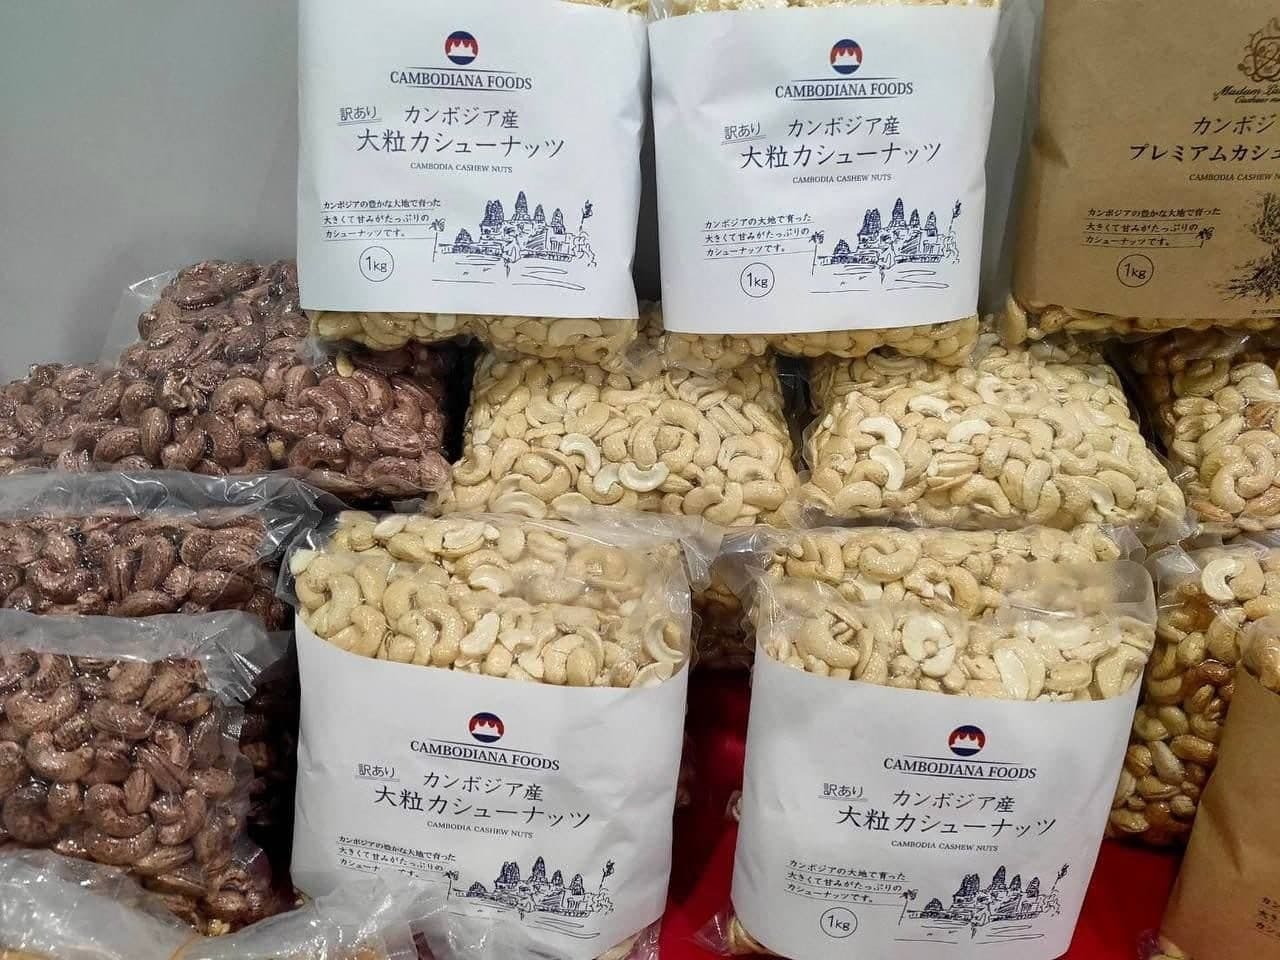 CAMBODIANA FOODS
訳あり カンボジア産
大粒カシューナッツ
CAMBODIA CASHEW NUTS
カンボジアの豊かな大地で育った
大きくて甘みがたっぷりの
カシューナッツです。
1kg
CAMBODIANA FOODS
訳あり カンボジア産
大粒カシューナッツ
CAMBODIA CASHEW NUTS
カンボジアの大地で育った
大きくて甘みがたっぷりの
カシューナッツです。
1kg
カンボジ
プレミアムカシュ
CAMBODIA CASHEW
カンボジアの豊かな大地で育った
大きくて甘みがたっぷりの
カシューナッツです。
1kg
CAMBODIANA FOODS
訳あり カンボジア産
大粒カシューナッツ
CAMBODIA CASHEW NUTS
カンボジアの豊かな大地で育った
大きくて甘みがたっぷりの
カシューナッ
CAMBODIANA FOODS
訳あり カンボジア産
大粒カシューナッツ
CAMBODIA CASHEW NUTS
カンボジアの大地で育った
大きくて甘みがたっぷりの
カシューナッツです。
1kg